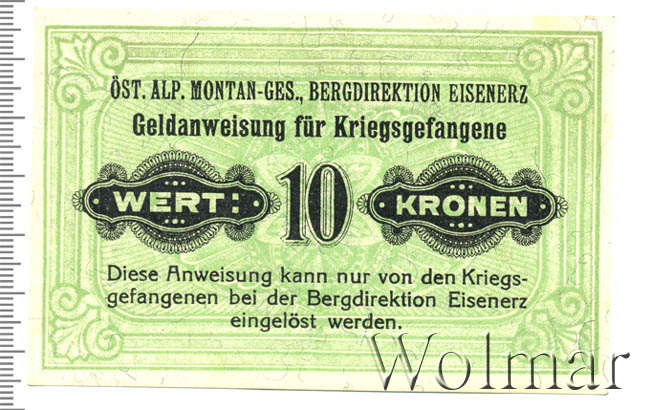 ÖST. ALP. MONTAN-GES., BERGDIREKTION EISENERZ
Geldanweisung für Kriegsgefangene
WERT: 10 KRONEN
Diese Anweisung kann nur von den Kriegs-
gefangenen bei der Bergdirektion Eisenerz
eingelöst werden.
Wolmar